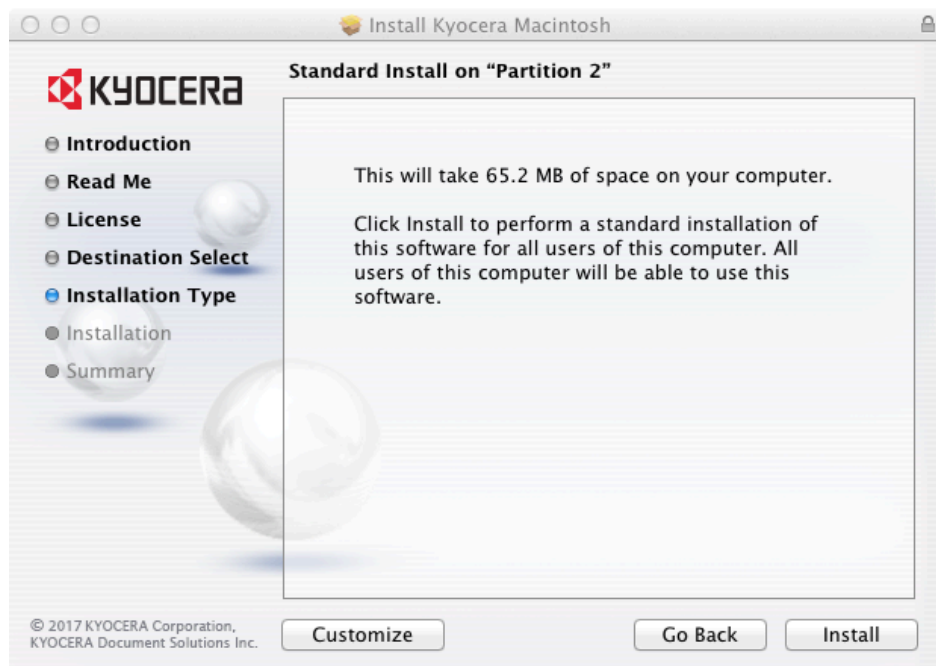 Install Kyocera Macintosh
KYOCERA
Standard Install on “Partition 2”
Introduction
Read Me
License
Destination Select
Installation Type
Installation
Summary
This will take 65.2 MB of space on your computer.
Click Install to perform a standard installation of
this software for all users of this computer. All
users of this computer will be able to use this
software.
© 2017 KYOCERA Corporation,
KYOCERA Document Solutions Inc.
Customize
Go Back
Install